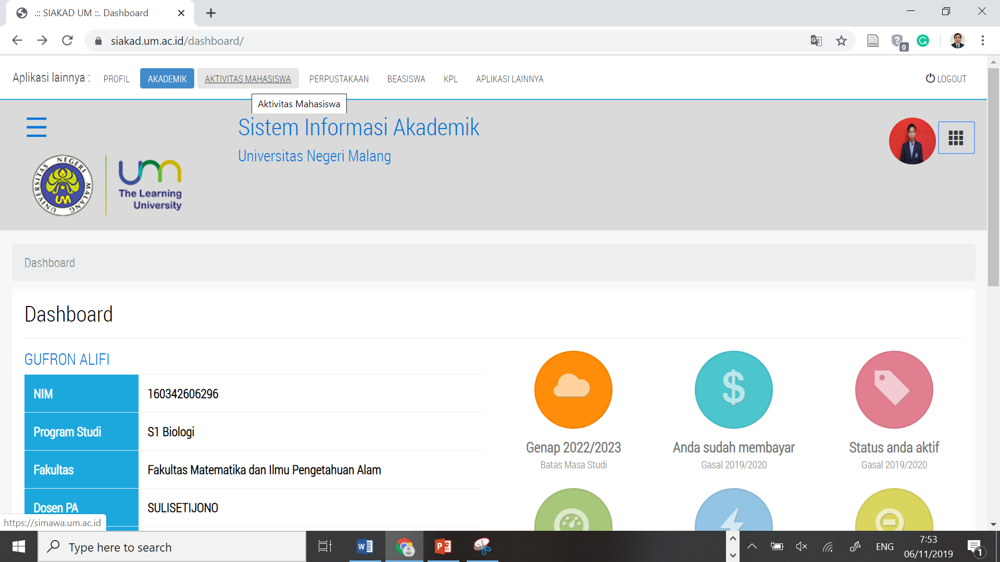 .:: SIAKAD UM ::. Dashboard
siakad.um.ac.id/dashboard/
0
Aplikasi lainnya : PROFIL AKADEMIK AKTIVITAS MAHASISWA PERPUSTAKAAN BEASISWA KPL APLIKASI LAINNYA LOGOUT
Aktivitas Mahasiswa
Sistem Informasi Akademik
Universitas Negeri Malang
UNIVERSITAS NEGERI MALANG
UM
um
The Learning
University
Dashboard
Dashboard
GUFRON ALIFI
NIM 160342606296
Program Studi S1 Biologi
Fakultas Fakultas Matematika dan Ilmu Pengetahuan Alam
Dosen PA SULISETIJONO
Genap 2022/2023
Batas Masa Studi
Anda sudah membayar
Gasal 2019/2020
Status anda aktif
Gasal 2019/2020
https://simawa.um.ac.id
Type here to search
ENG
7:53
06/11/2019
1